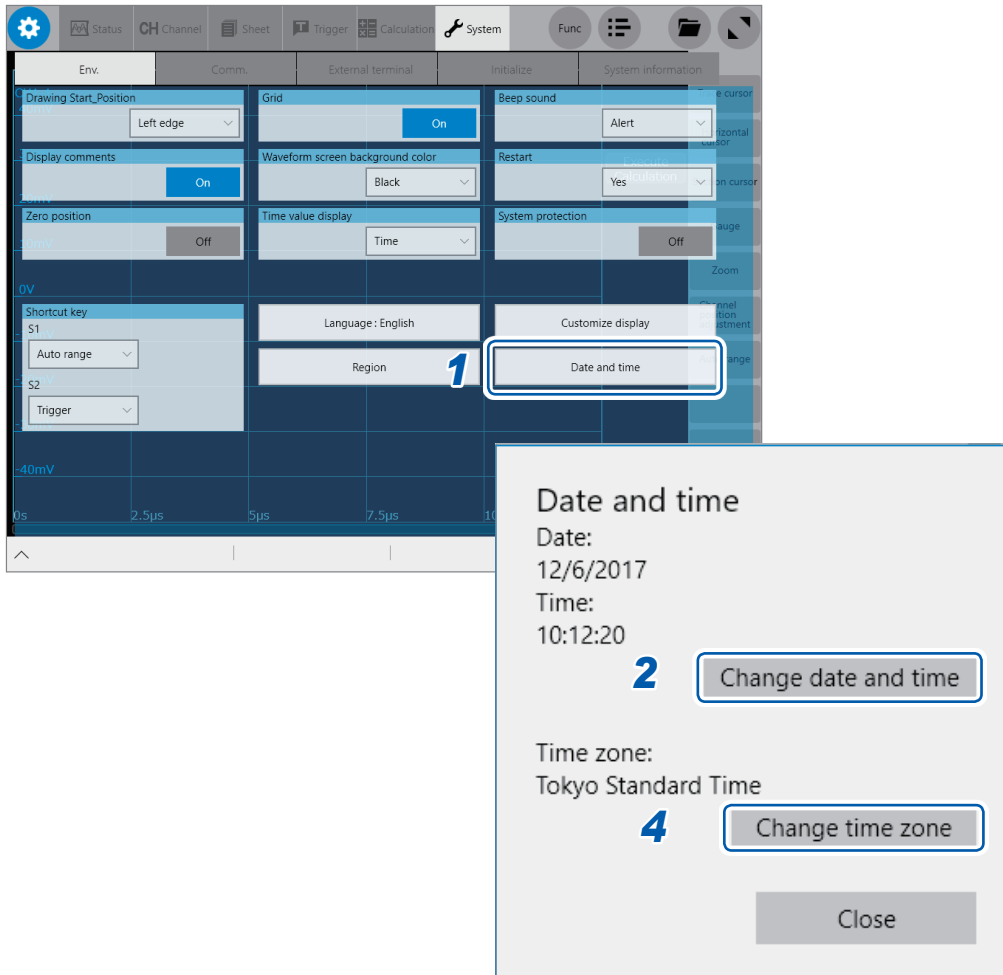 Status
CH Channel
Sheet
Trigger
Calculation
System
Func
Env.
Comm.
External terminal
Initialize
System information
Drawing Start_Position
Left edge
Grid
On
Beep sound
Alert
Display comments
On
Waveform screen background color
Black
Restart
Yes
Execute
Zero position
Off
Time value display
Time
System protection
Off
cursor
cursor
cursor
Zoom
0V
Shortcut key
S1
Auto range
S2
Trigger
Language : English
Customize display
Region
1
Date and time
-40mV
0s
2.5µs
5µs
7.5µs
10
Date and time
Date:
12/6/2017
Time:
10:12:20
2
Change date and time
Time zone:
Tokyo Standard Time
4
Change time zone
Close